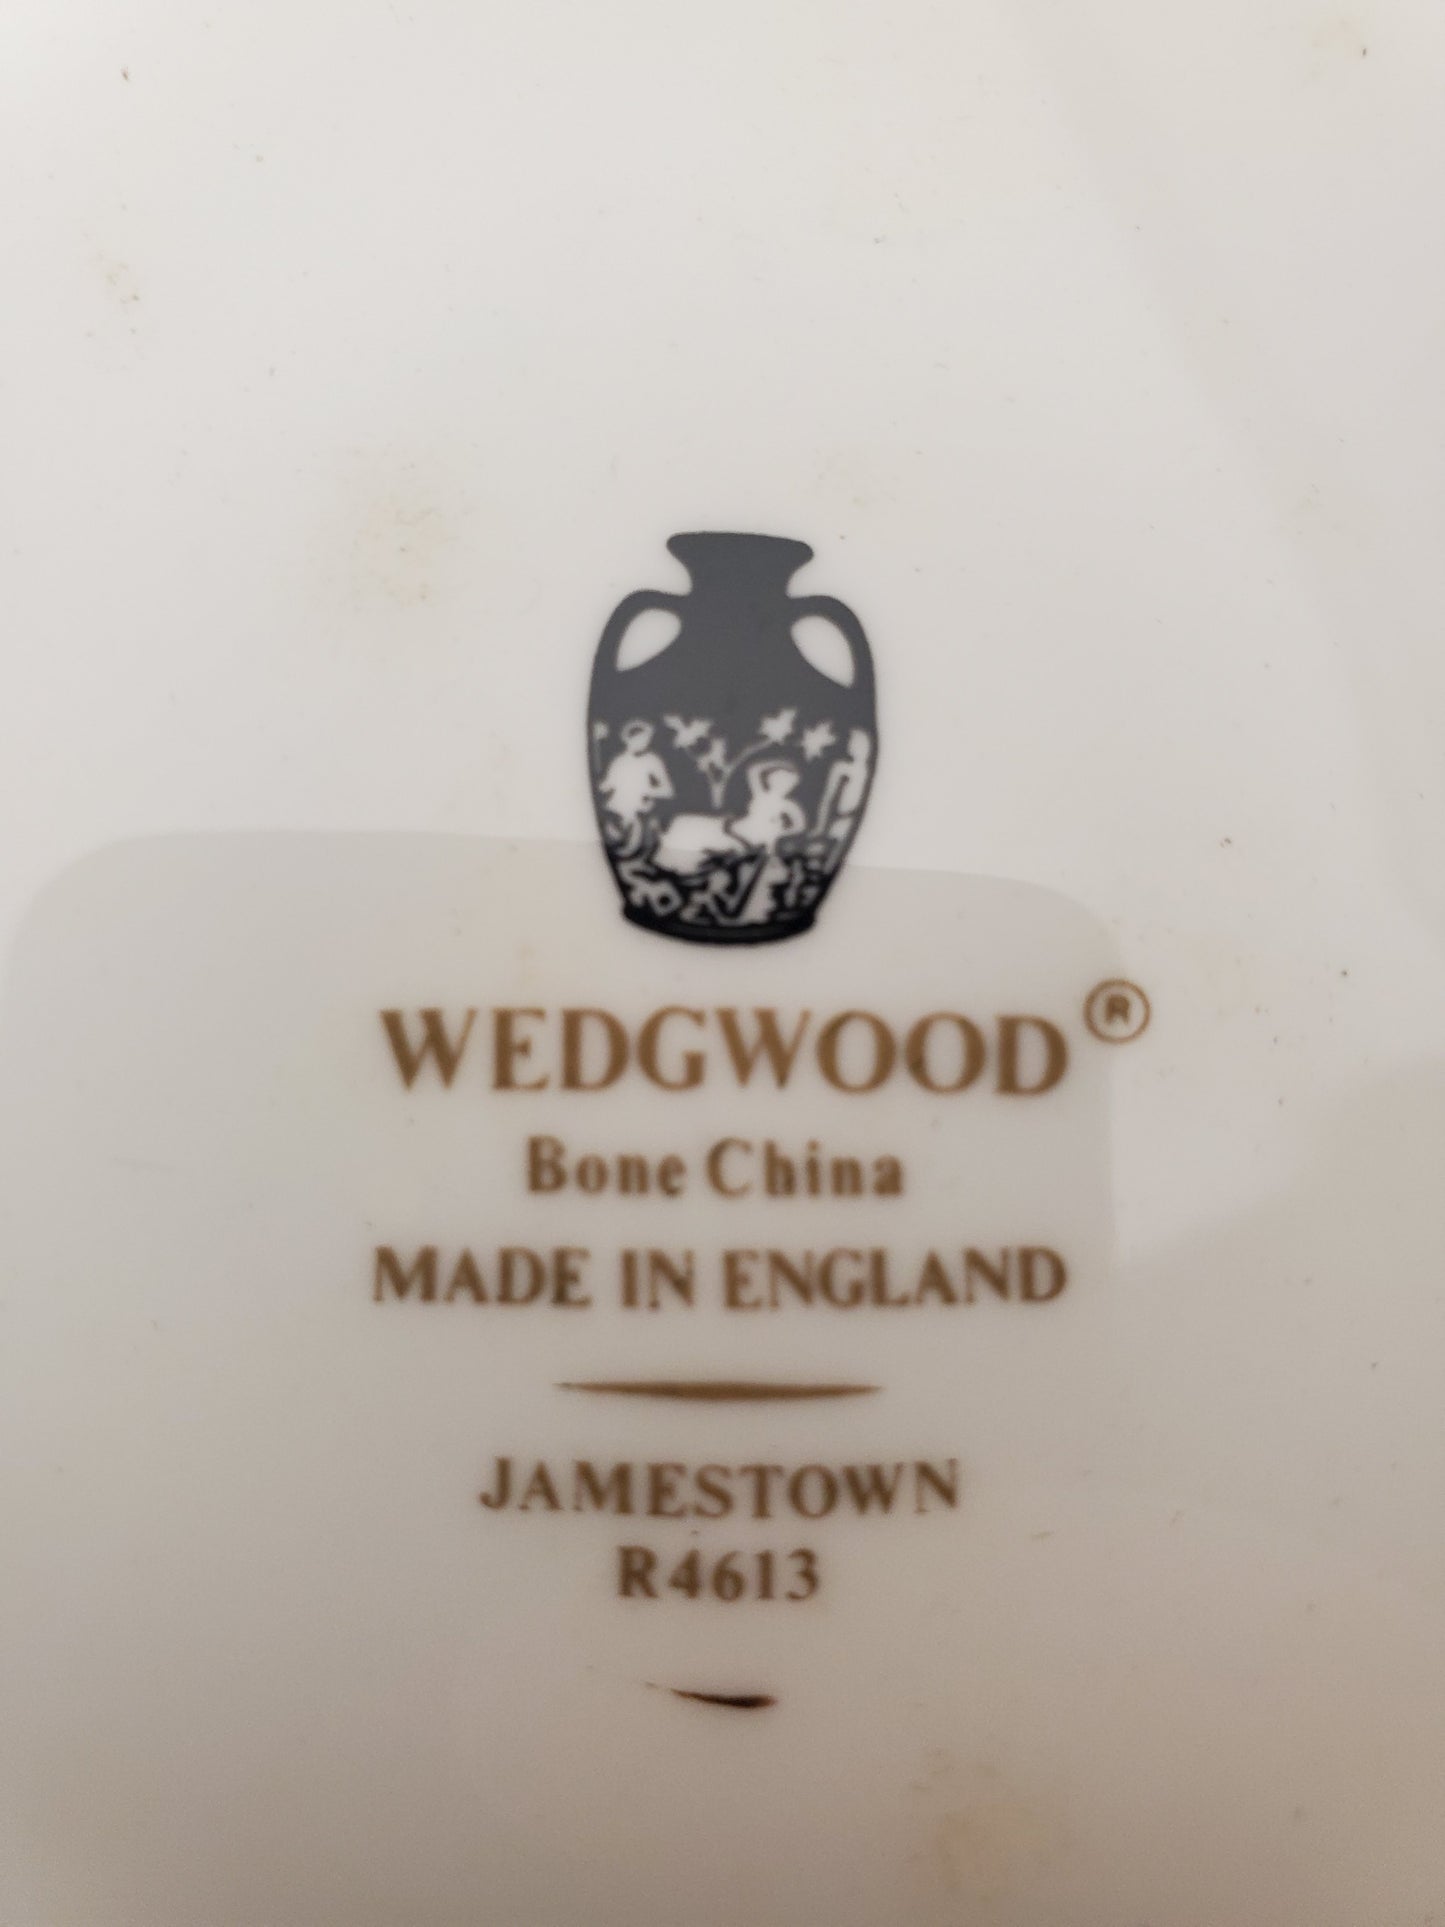 WEDGWOOD®
Bone China
MADE IN ENGLAND
JAMESTOWN
R4613